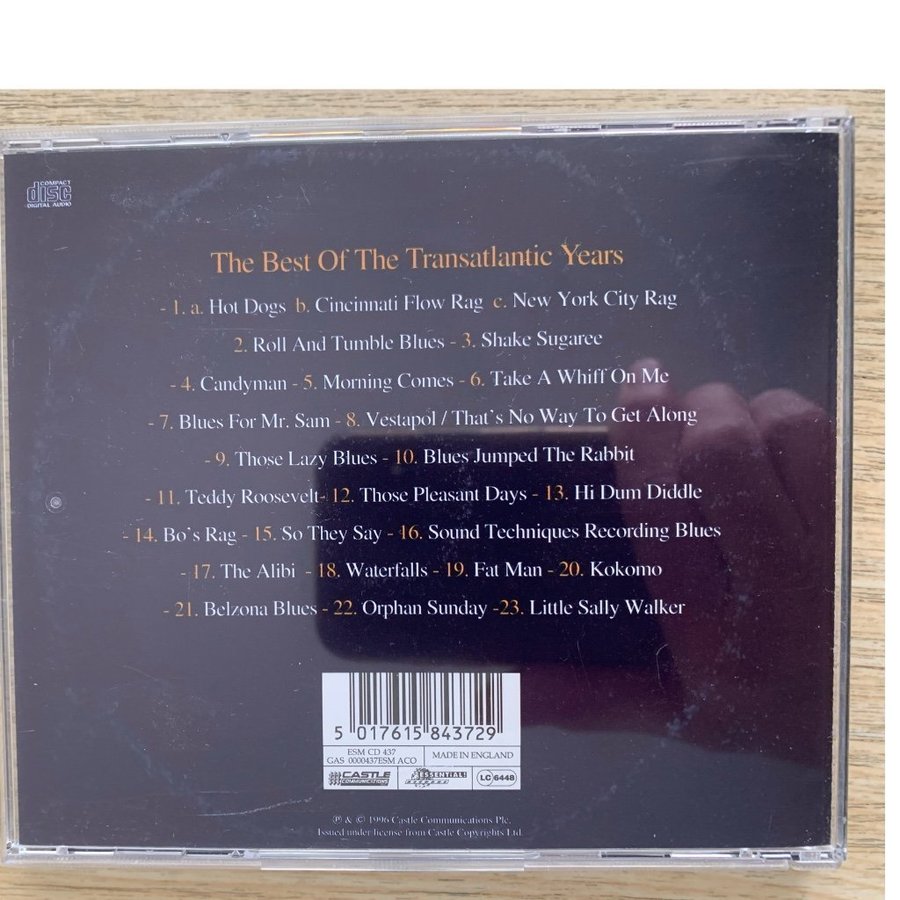 COMPACT
disc
DIGITAL AUDIO
The Best Of The Transatlantic Years
- 1. a. Hot Dogs b. Cincinnati Flow Rag c. New York City Rag
2. Roll And Tumble Blues - 3. Shake Sugaree
- 4. Candyman - 5. Morning Comes - 6. Take A Whiff On Me
- 7. Blues For Mr. Sam - 8. Vestapol / That's No Way To Get Along
- 9. Those Lazy Blues - 10. Blues Jumped The Rabbit
- 11. Teddy Roosevelt- 12. Those Pleasant Days - 13. Hi Dum Diddle
- 14. Bo's Rag - 15. So They Say - 16. Sound Techniques Recording Blues
- 17. The Alibi - 18. Waterfalls - 19. Fat Man - 20. Kokomo
- 21. Belzona Blues - 22. Orphan Sunday -23. Little Sally Walker
5 017615 843729
ESM CD 437
GAS 0000437ESM ACO
MADE IN ENGLAND
CASTLE
COMMUNICATIONS
ESSENTIAL!
LC 6448
℗ & © 1996 Castle Communications Plc.
Issued under license from Castle Copyrights Ltd.